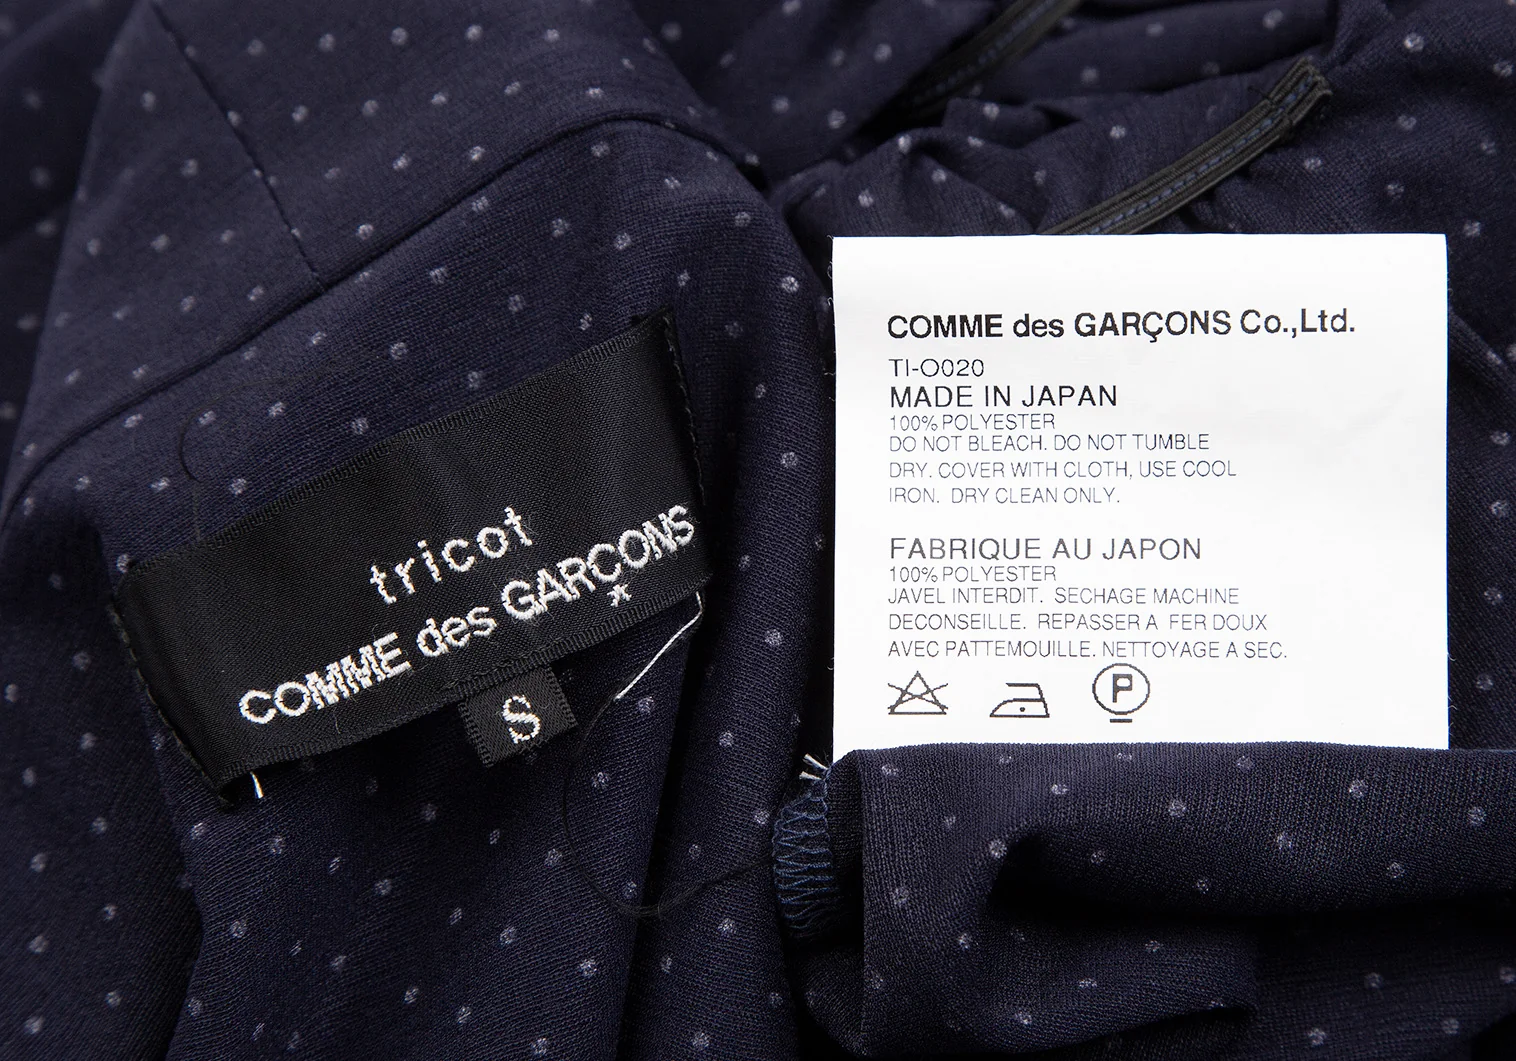 tricot
COMME des GARÇONS
*
S
COMME des GARÇONS Co.,Ltd.
TI-O020
MADE IN JAPAN
100% POLYESTER
DO NOT BLEACH. DO NOT TUMBLE
DRY. COVER WITH CLOTH, USE COOL
IRON. DRY CLEAN ONLY.
FABRIQUE AU JAPON
100% POLYESTER
JAVEL INTERDIT. SECHAGE MACHINE
DECONSEILLE. REPASSER A FER DOUX
AVEC PATTEMOUILLE. NETTOYAGE A SEC.
P